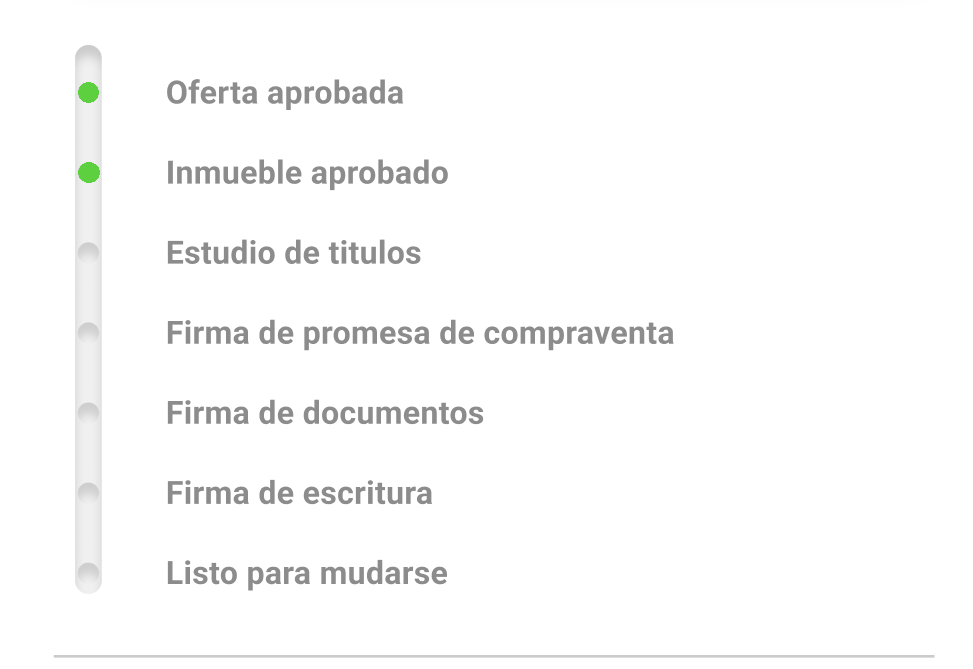 Oferta aprobada
Inmueble aprobado
Estudio de titulos
Firma de promesa de compraventa
Firma de documentos
Firma de escritura
Listo para mudarse